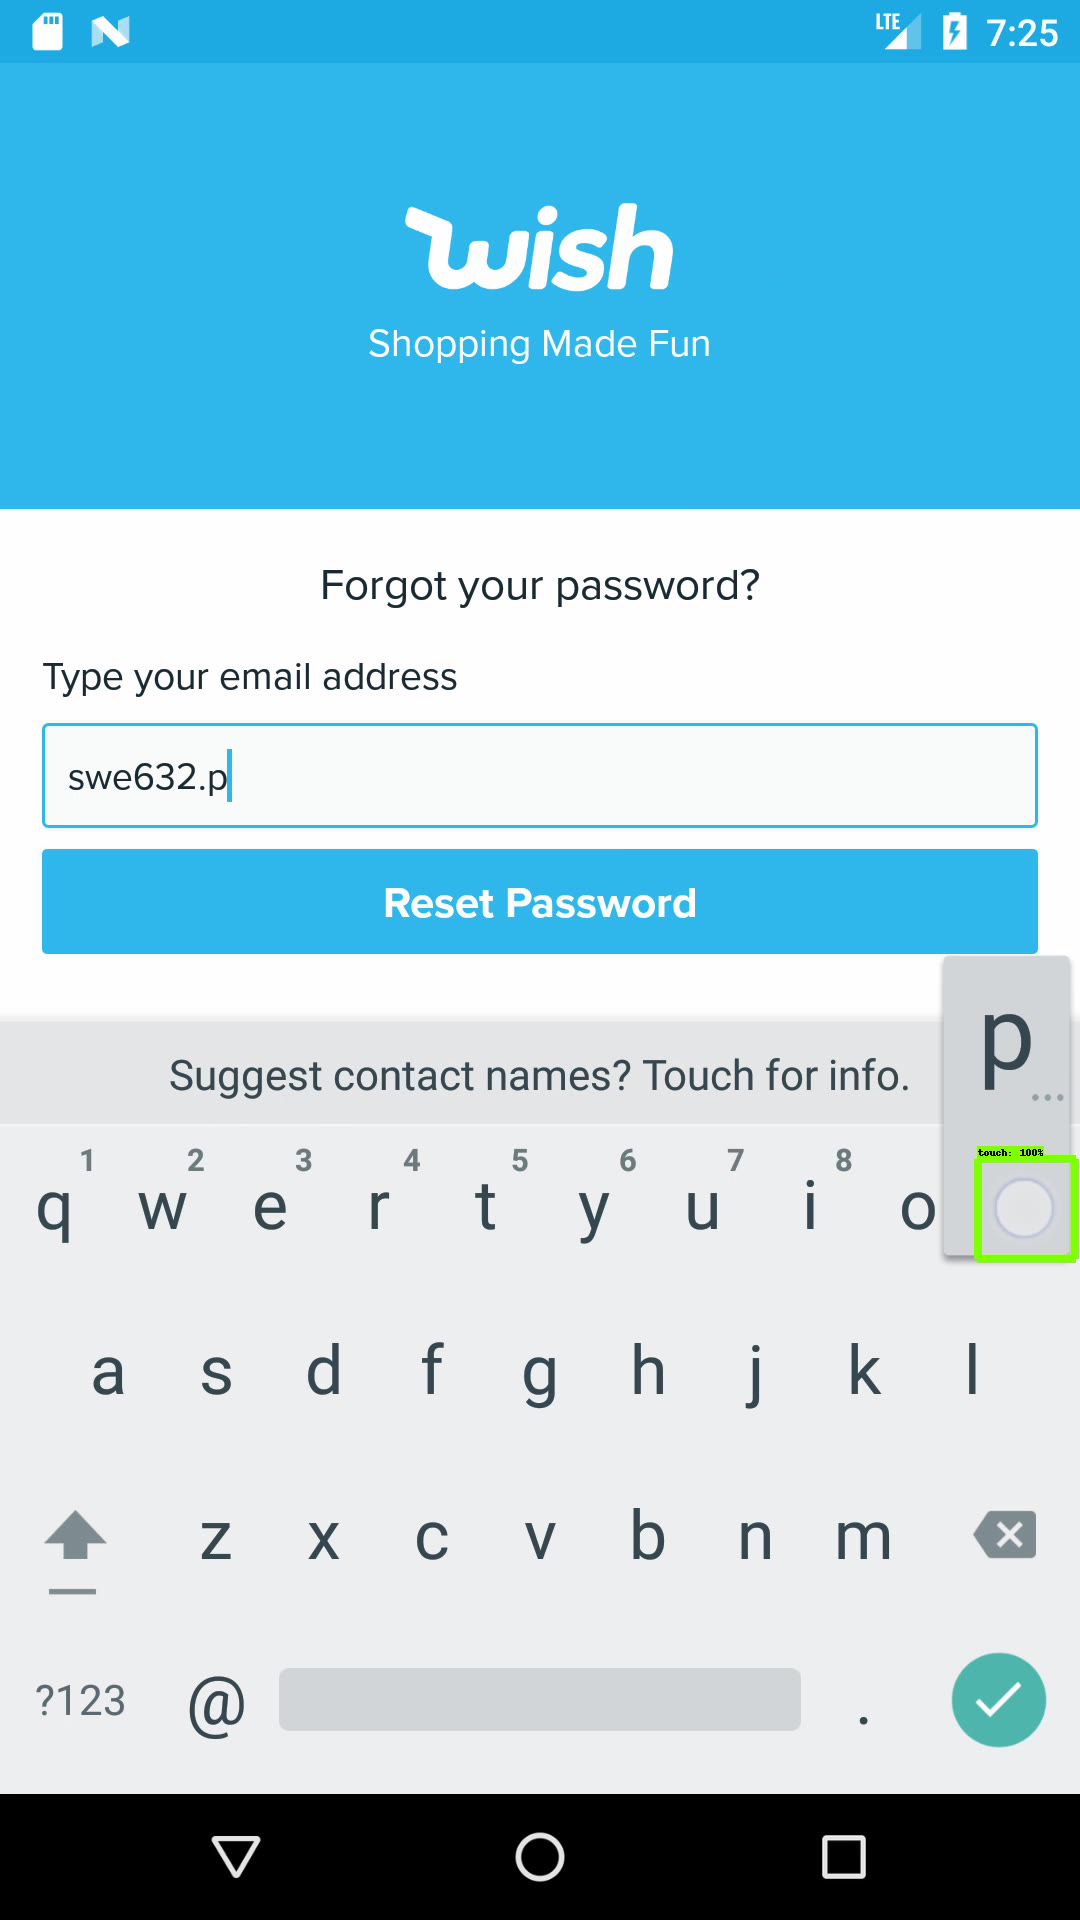 LTE 7:25
wish
Shopping Made Fun
Forgot your password?
Type your email address
swe632.p
Reset Password
p
...
Suggest contact names? Touch for info.
touch: 100%
1 2 3 4 5 6 7 8
q w e r t y u i o
a s d f g h j k l
z x c v b n m
?123 @ .